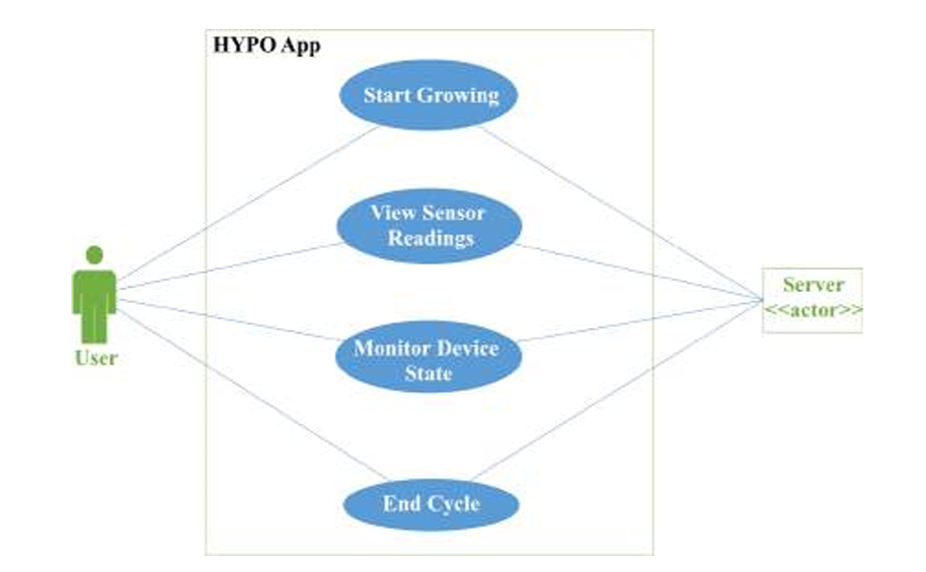 HYPO App
Start Growing
View Sensor
Readings
Server
<<actor>>
User
Monitor Device
State
End Cycle